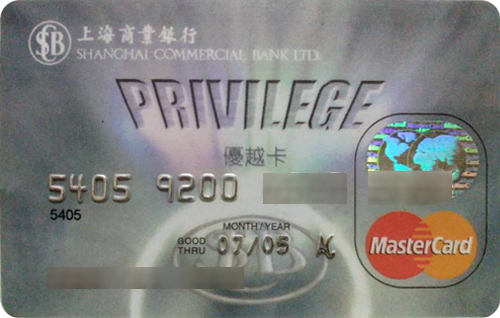 SCB
上海商業銀行
SHANGHAI COMMERCIAL BANK LTD.
PRIVILEGE
優越卡
5405 9200
5405
MONTH/YEAR
GOOD THRU 07/05
MasterCard